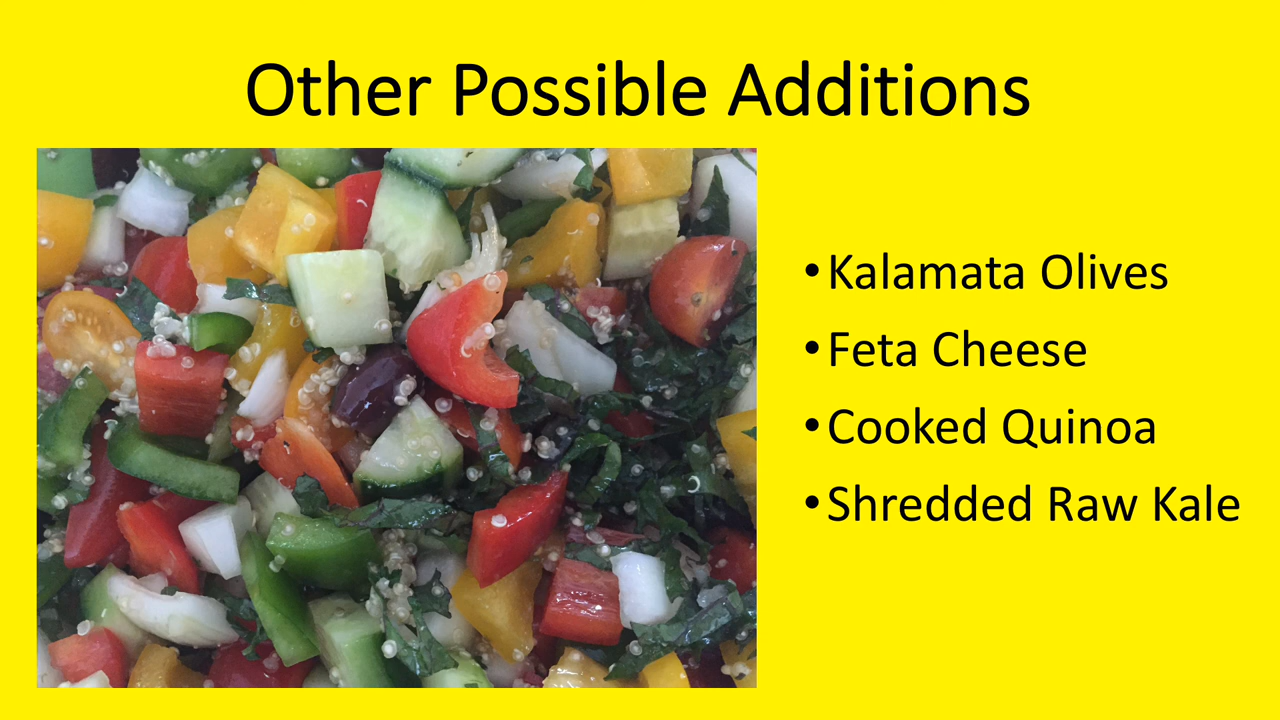 Other Possible Additions
•Kalamata Olives
•Feta Cheese
•Cooked Quinoa
•Shredded Raw Kale